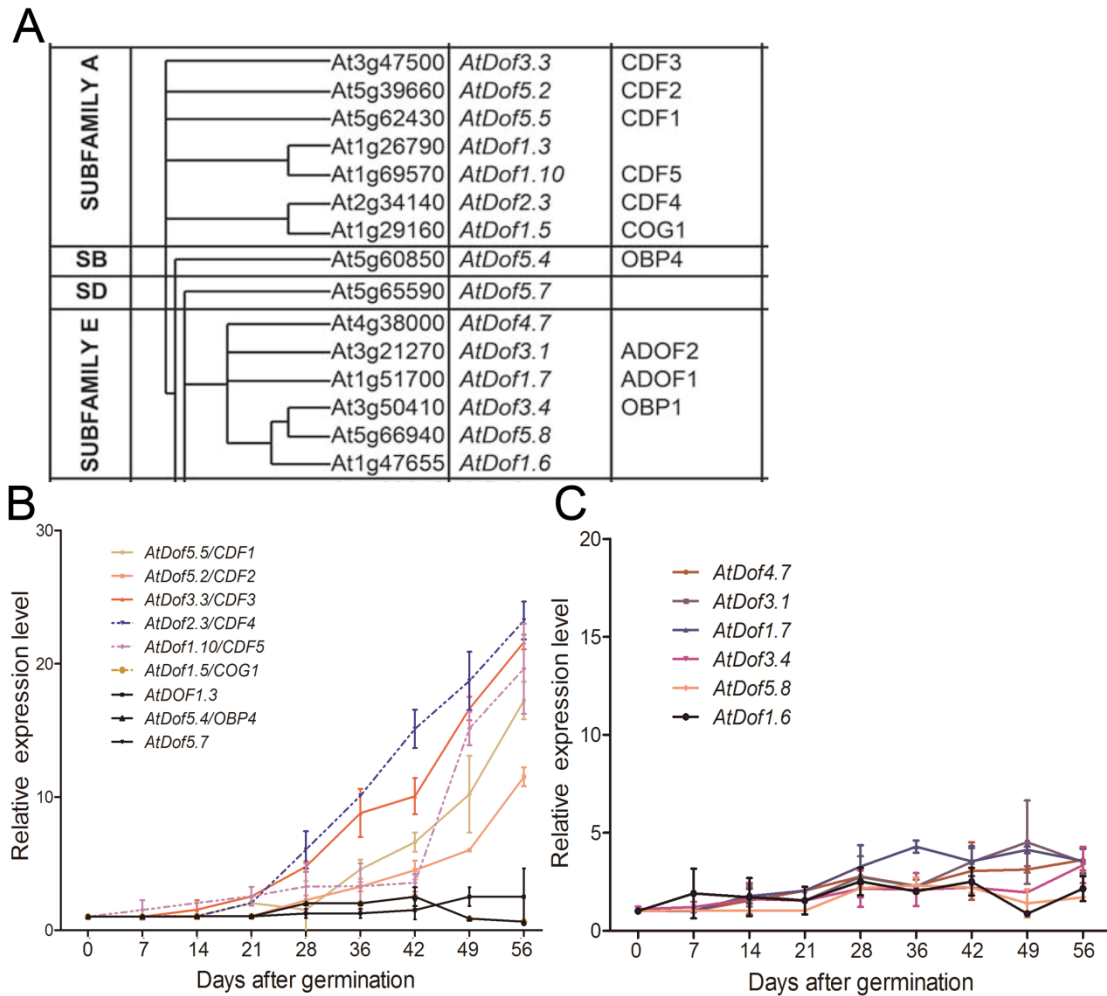 A
SUBFAMILY A
At3g47500 AtDof3.3 CDF3
At5g39660 AtDof5.2 CDF2
At5g62430 AtDof5.5 CDF1
At1g26790 AtDof1.3
At1g69570 AtDof1.10 CDF5
At2g34140 AtDof2.3 CDF4
At1g29160 AtDof1.5 COG1
SB At5g60850 AtDof5.4 OBP4
SD At5g65590 AtDof5.7
SUBFAMILY E
At4g38000 AtDof4.7
At3g21270 AtDof3.1 ADOF2
At1g51700 AtDof1.7 ADOF1
At3g50410 AtDof3.4 OBP1
At5g66940 AtDof5.8
At1g47655 AtDof1.6
B
Relative expression level
30
20
10
0
AtDof5.5/CDF1
AtDof5.2/CDF2
AtDof3.3/CDF3
AtDof2.3/CDF4
AtDof1.10/CDF5
AtDof1.5/COG1
AtDOF1.3
AtDof5.4/OBP4
AtDof5.7
0 7 14 21 28 36 42 49 56
Days after germination
C
Relative expression level
20
15
10
5
0
AtDof4.7
AtDof3.1
AtDof1.7
AtDof3.4
AtDof5.8
AtDof1.6
0 7 14 21 28 36 42 49 56
Days after germination